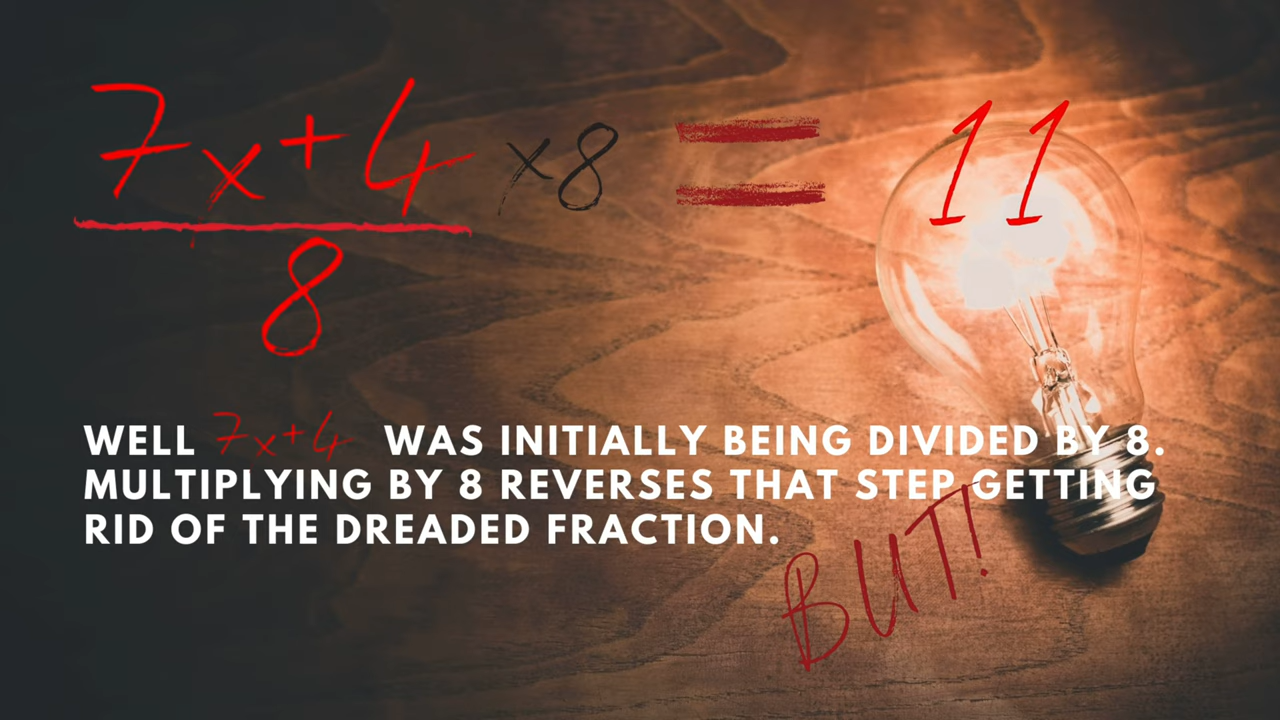 7x+4 ×8 = 11
8
WELL 7x+4 WAS INITIALLY BEING DIVIDED BY 8.
MULTIPLYING BY 8 REVERSES THAT STEP GETTING
RID OF THE DREADED FRACTION.
BUT!